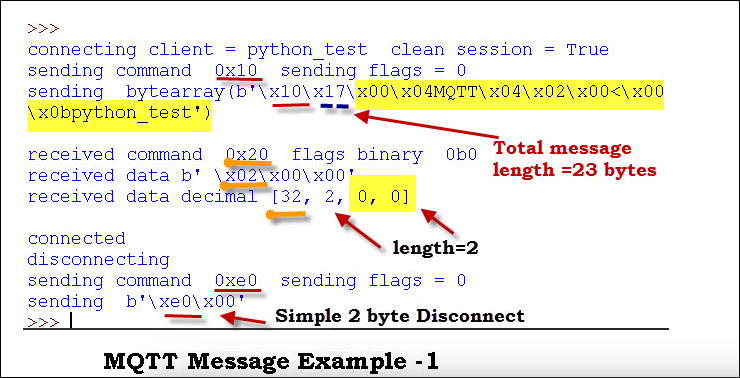 >>>
connecting client = python_test  clean session = True
sending command  0x10  sending flags = 0
sending  bytearray(b'\x10\x17\x00\x04MQTT\x04\x02\x00<\x00
\x0bpython_test')
Total message
length =23 bytes
received command  0x20  flags binary  0b0
received data b' \x02\x00\x00'
received data decimal [32, 2, 0, 0]
length=2
connected
disconnecting
sending command  0xe0  sending flags = 0
sending  b'\xe0\x00'
Simple 2 byte Disconnect
>>>
MQTT Message Example -1